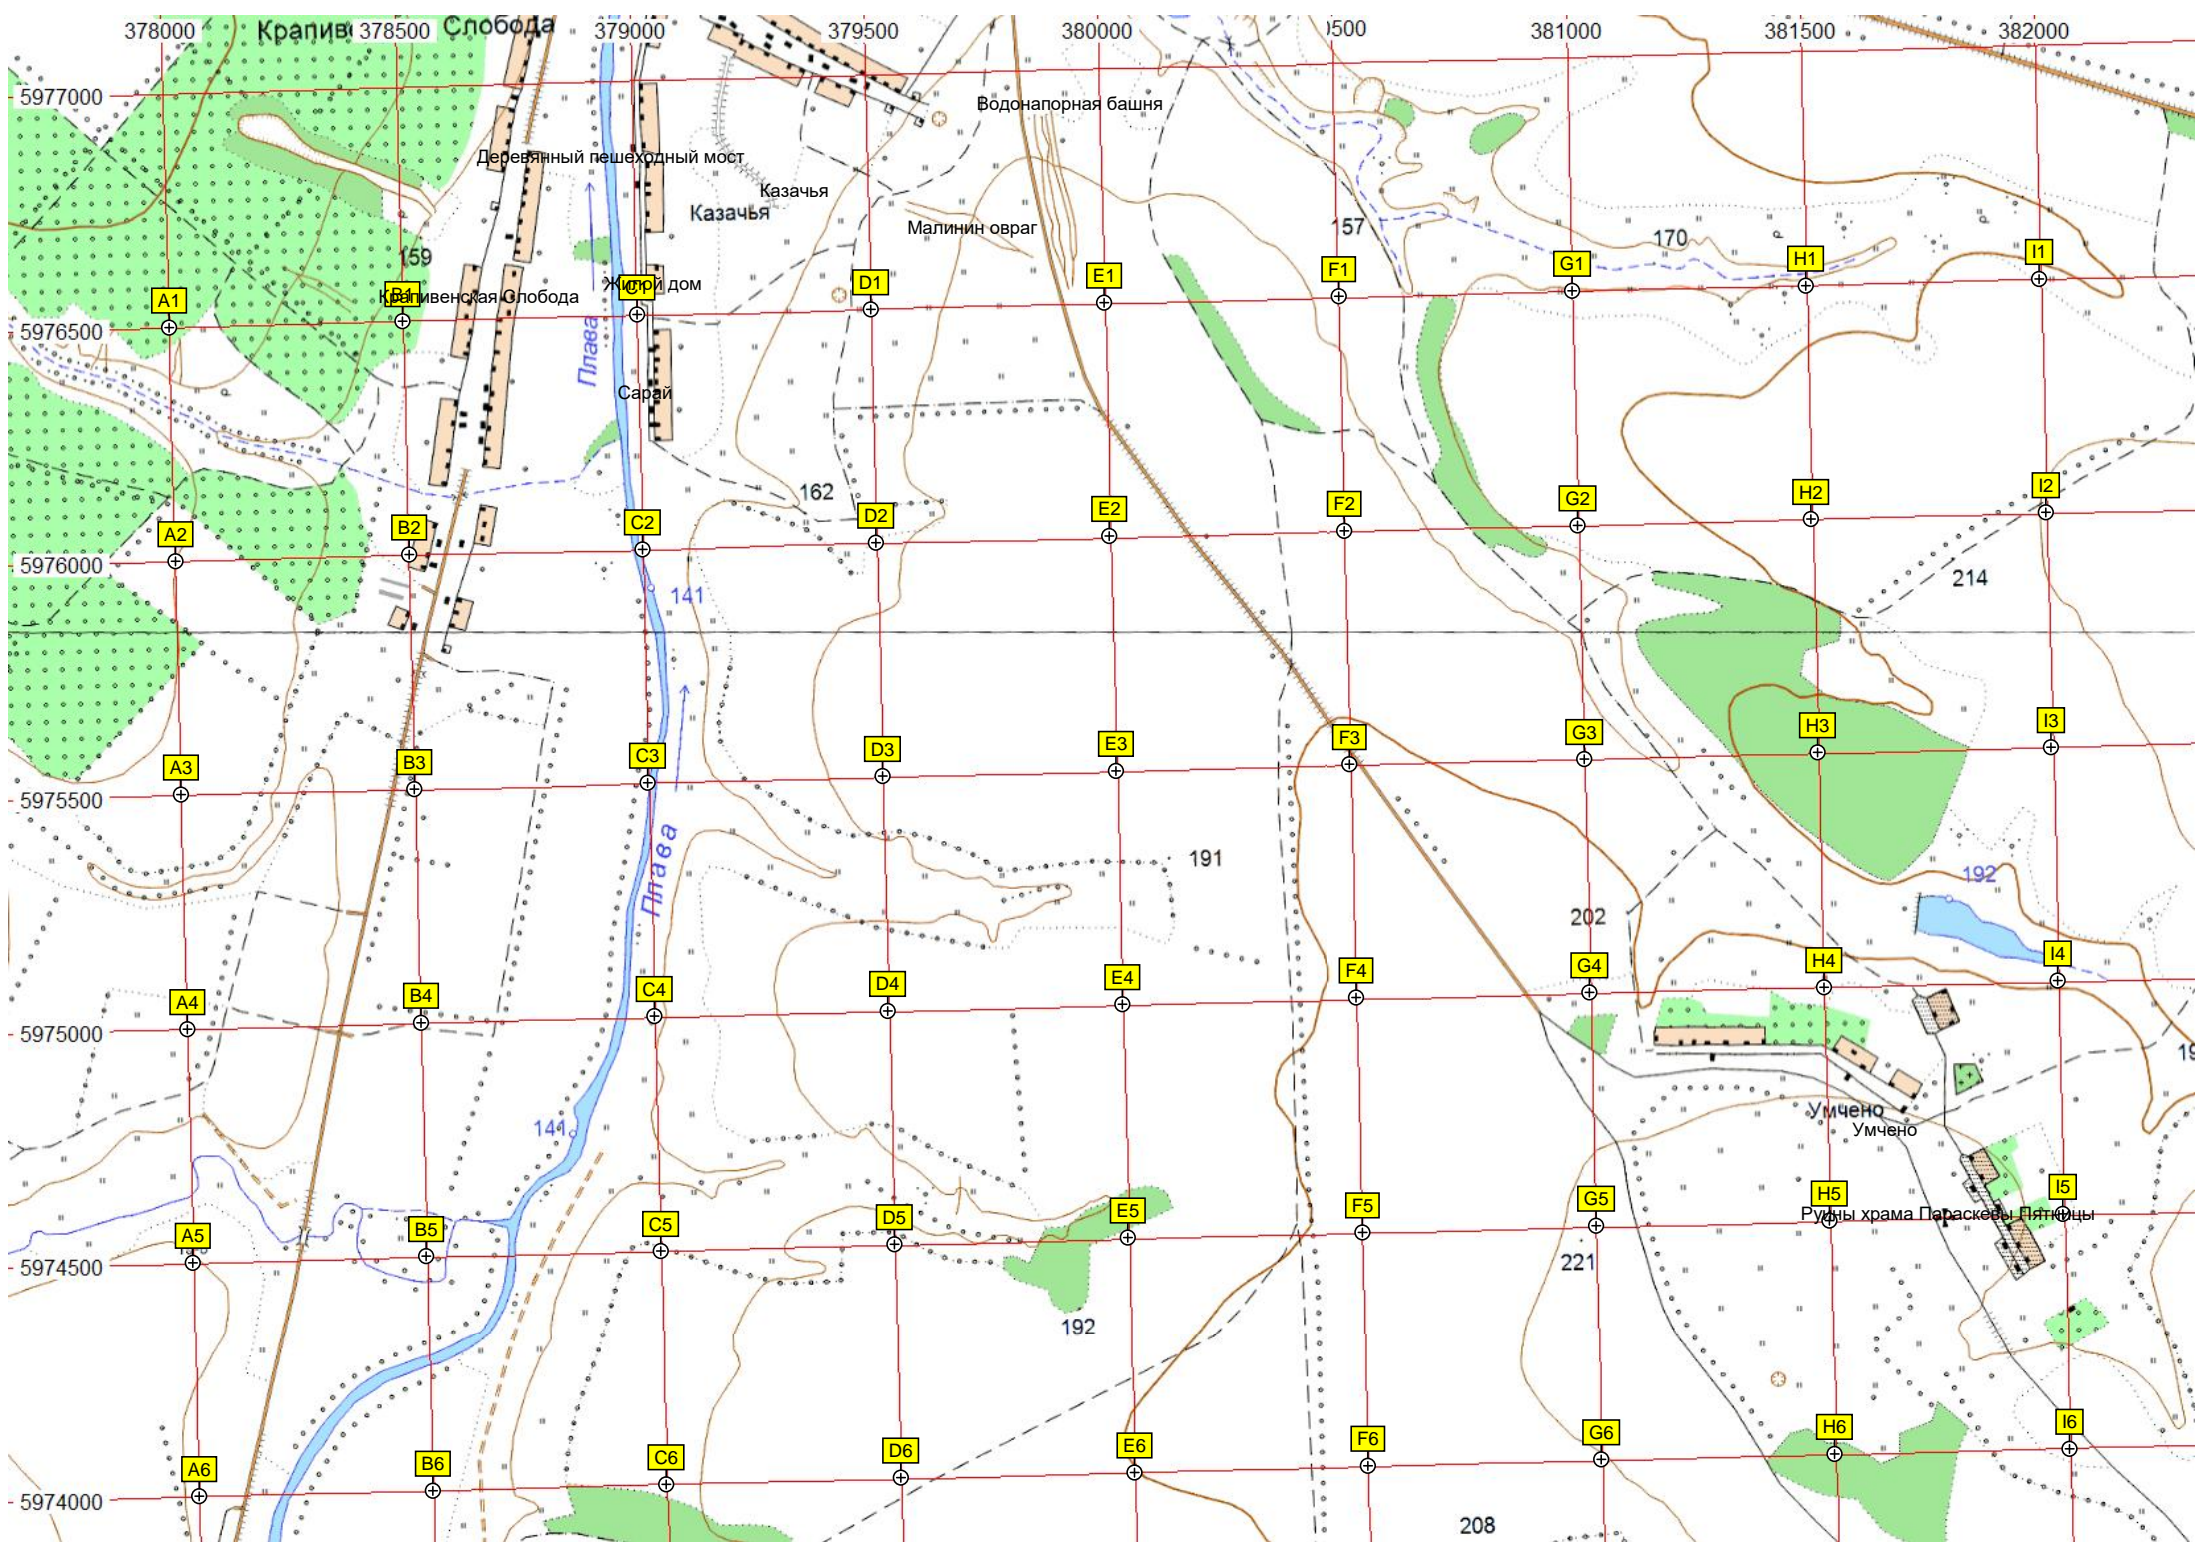 Крапив Слобода
378000 378500 379000 379500 380000 500 381000 381500 382000
5977000
Водонапорная башня
Деревянный пешеходный мост
Казачья
Казачья
Малинин овраг
157
170
159
A1 B1 C1 D1 E1 F1 G1 H1 I1
Крапивенская Слобода
Жилой дом
5976500
Плава
Сарай
162
A2 B2 C2 D2 E2 F2 G2 H2 I2
5976000
141
214
A3 B3 C3 D3 E3 F3 G3 H3 I3
5975500
Плава
191
192
202
A4 B4 C4 D4 E4 F4 G4 H4 I4
5975000
19
141
Умчено
Умчено
A5 B5 C5 D5 E5 F5 G5 H5 I5
Руины храма Параскевы Пятницы
5974500
221
192
A6 B6 C6 D6 E6 F6 G6 H6 I6
5974000
208